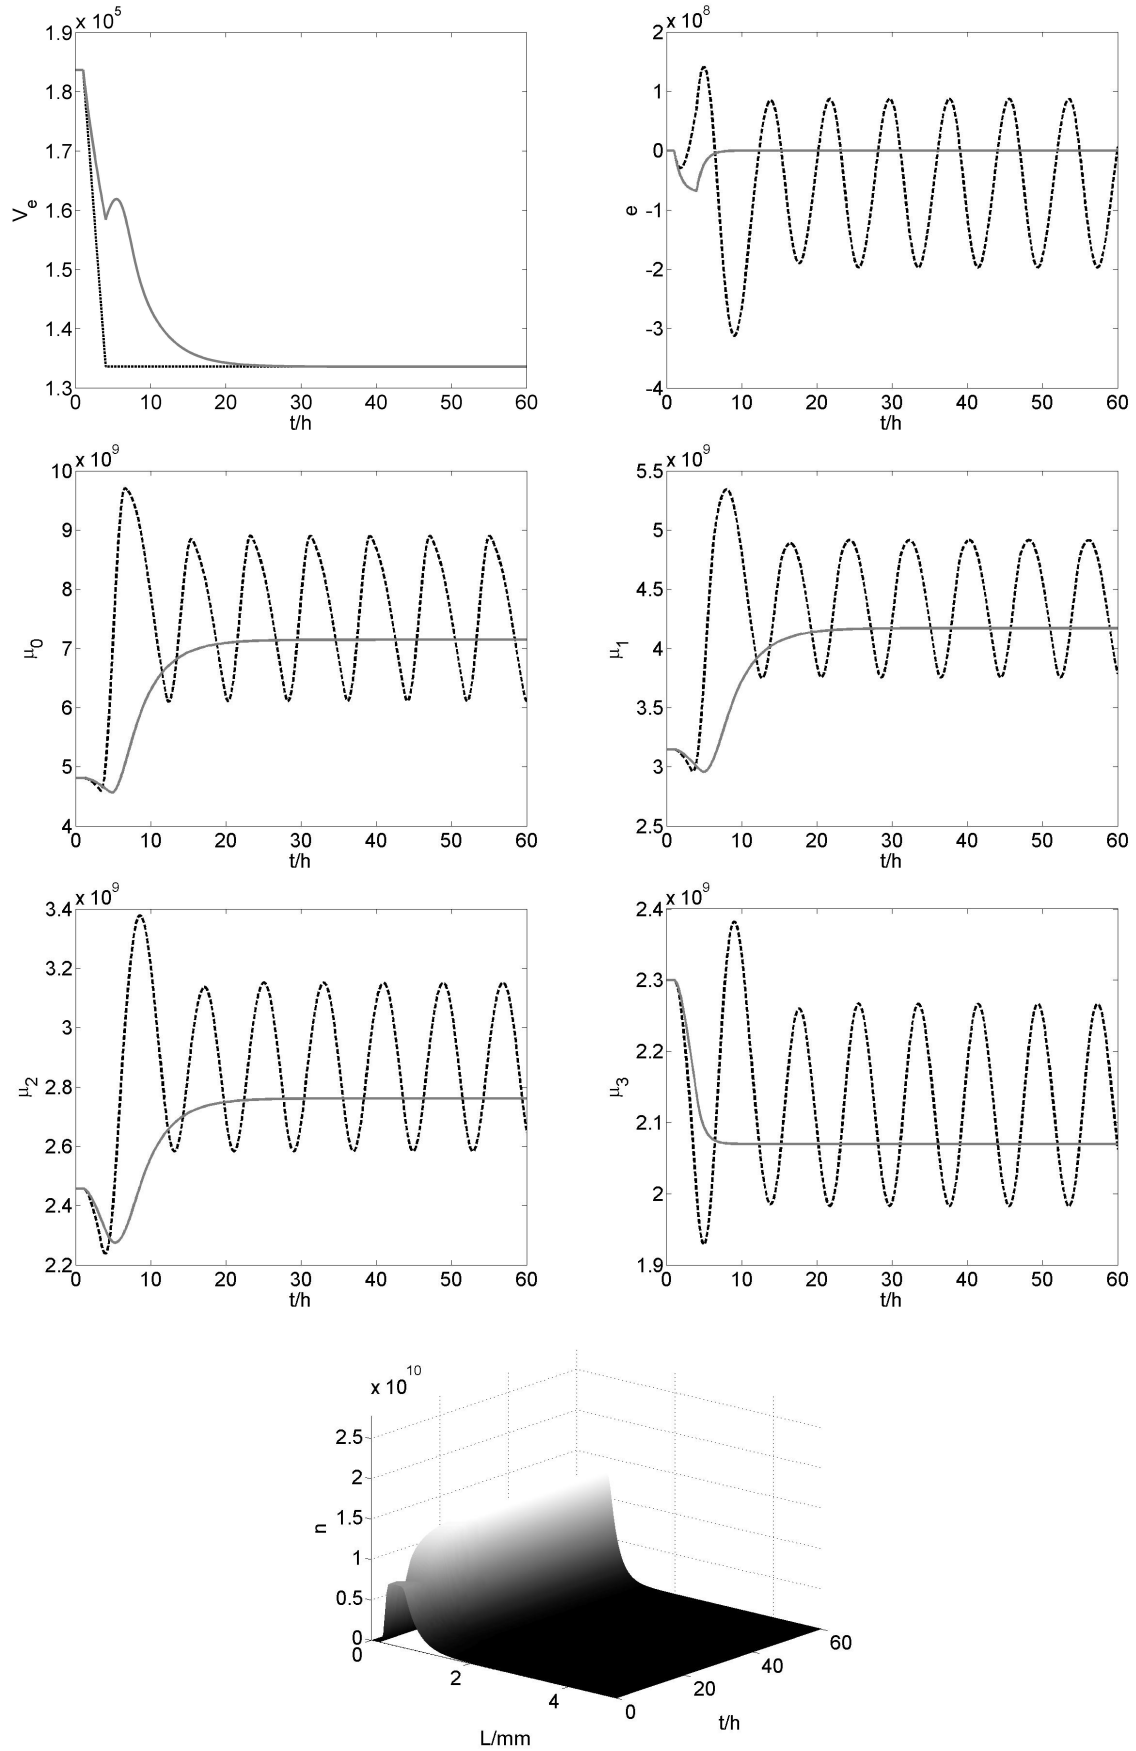 x 10^5
1.9
1.8
1.7
1.6
1.5
1.4
1.3
V_e
0 10 20 30 40 50 60
t/h
x 10^8
2
1
0
-1
-2
-3
-4
e
0 10 20 30 40 50 60
t/h
x 10^9
10
9
8
7
6
5
4
μ_0
0 10 20 30 40 50 60
t/h
x 10^9
5.5
5
4.5
4
3.5
3
2.5
μ_1
0 10 20 30 40 50 60
t/h
x 10^9
3.4
3.2
3
2.8
2.6
2.4
2.2
μ_2
0 10 20 30 40 50 60
t/h
x 10^9
2.4
2.3
2.2
2.1
2
1.9
μ_3
0 10 20 30 40 50 60
t/h
x 10^10
2.5
2
1.5
1
0.5
0
n
0 2 4
L/mm
0 20 40 60
t/h